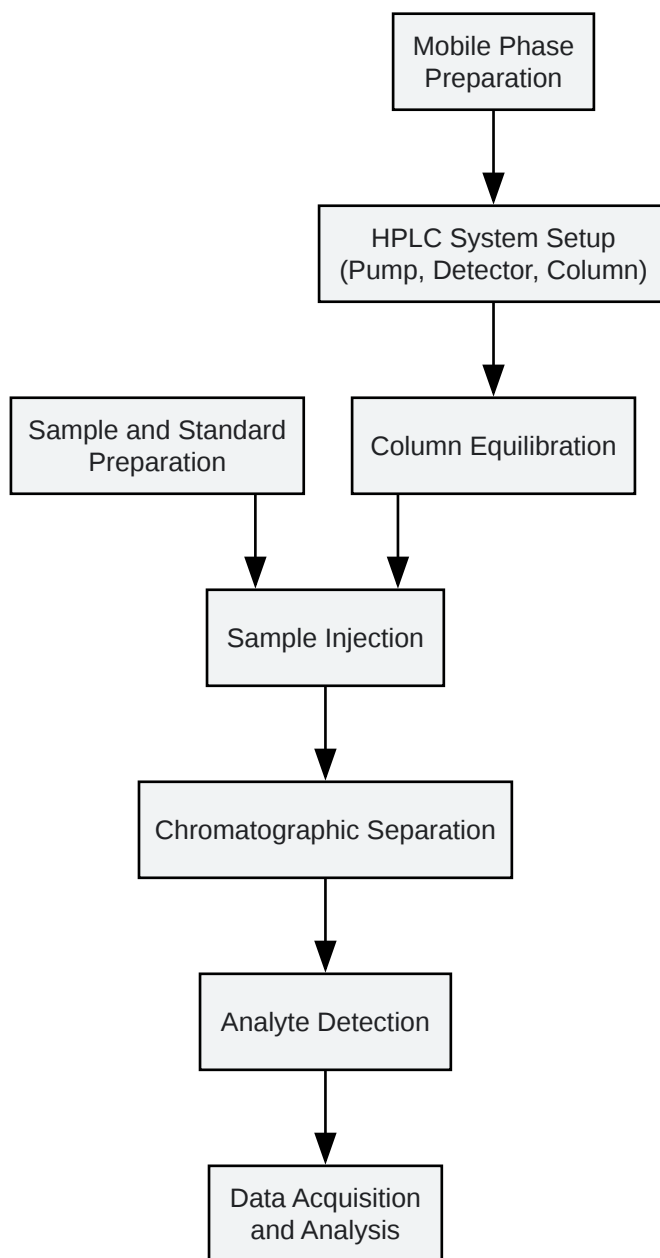 Mobile Phase
Preparation
HPLC System Setup
(Pump, Detector, Column)
Sample and Standard
Preparation
Column Equilibration
Sample Injection
Chromatographic Separation
Analyte Detection
Data Acquisition
and Analysis